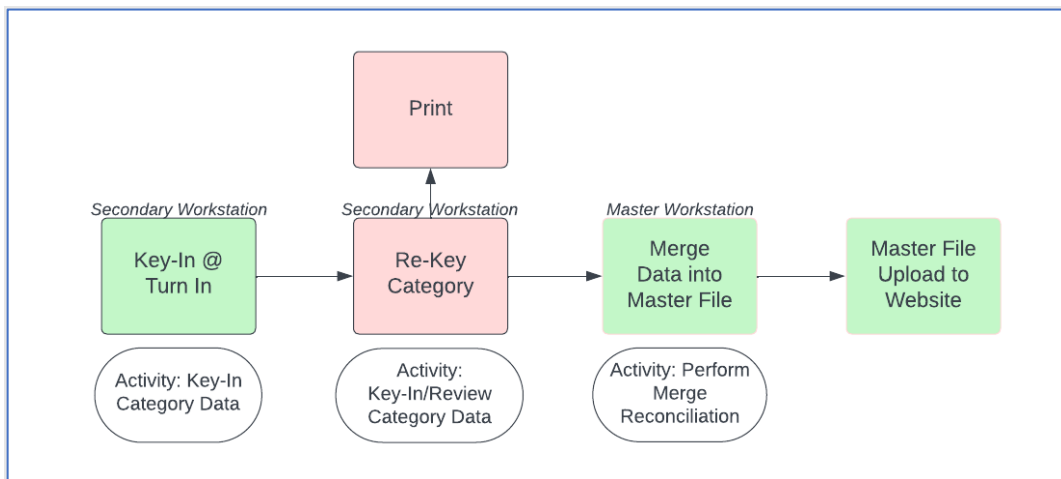 Print
Secondary Workstation
Secondary Workstation
Master Workstation
Key-In @
Turn In
Re-Key
Category
Merge
Data into
Master File
Master File
Upload to
Website
Activity: Key-In
Category Data
Activity:
Key-In/Review
Category Data
Activity: Perform
Merge
Reconciliation